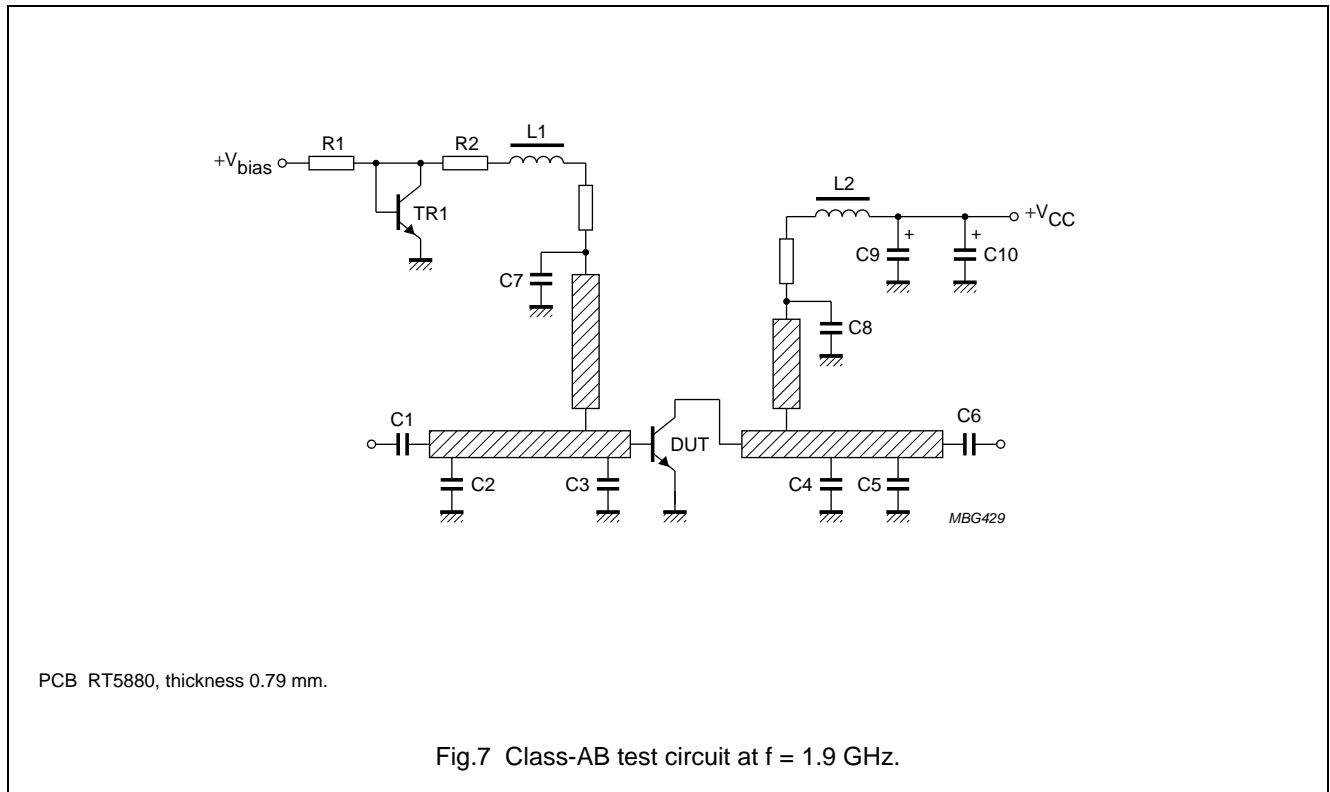 R1
R2
L1
+Vbias
TR1
C7
L2
+VCC
C9
+
+
C10
C8
C1
C2
C3
DUT
C4
C5
C6
MBG429
PCB RT5880, thickness 0.79 mm.
Fig.7 Class-AB test circuit at f = 1.9 GHz.